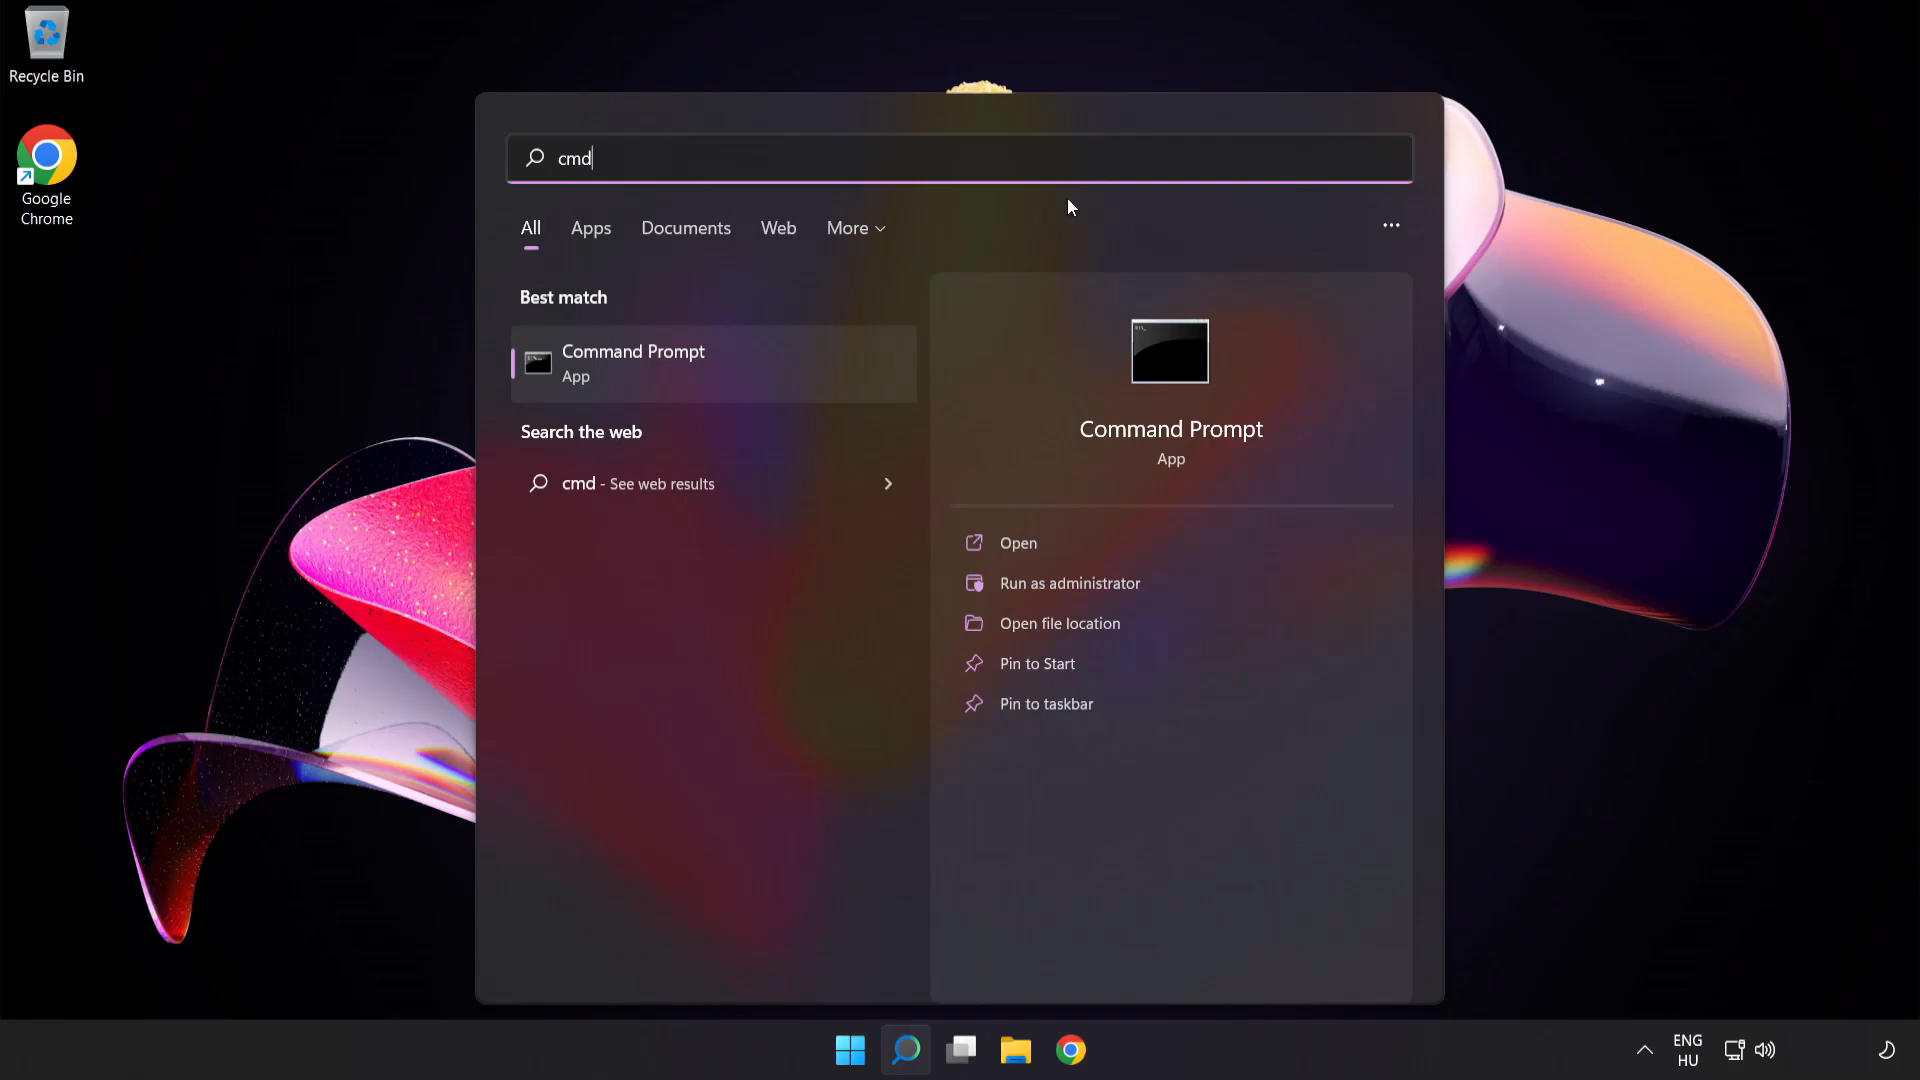 Recycle Bin
Google
Chrome
cmd
All Apps Documents Web More
Best match
Command Prompt
App
Search the web
cmd - See web results
Command Prompt
App
Open
Run as administrator
Open file location
Pin to Start
Pin to taskbar
ENG
HU